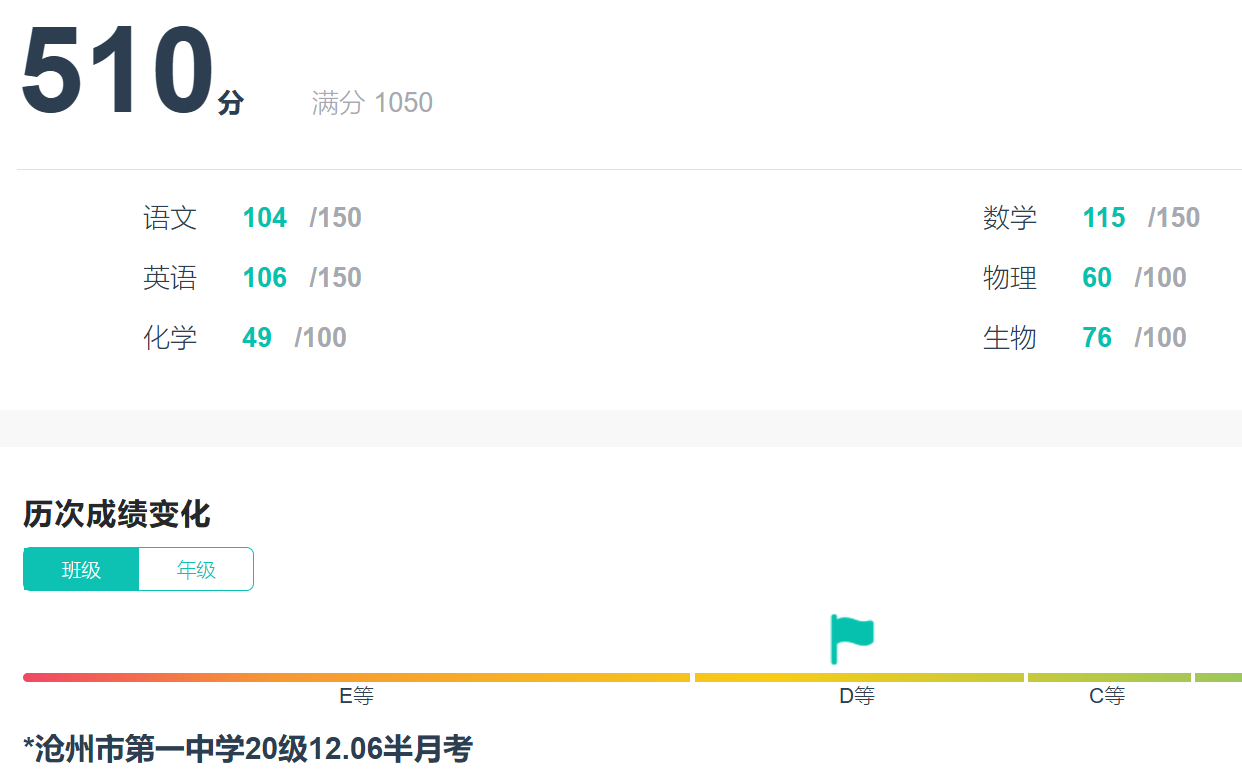 510分 满分 1050
语文 104 /150 数学 115 /150
英语 106 /150 物理 60 /100
化学 49 /100 生物 76 /100
历次成绩变化
班级 年级
E等 D等 C等
*沧州市第一中学20级12.06半月考